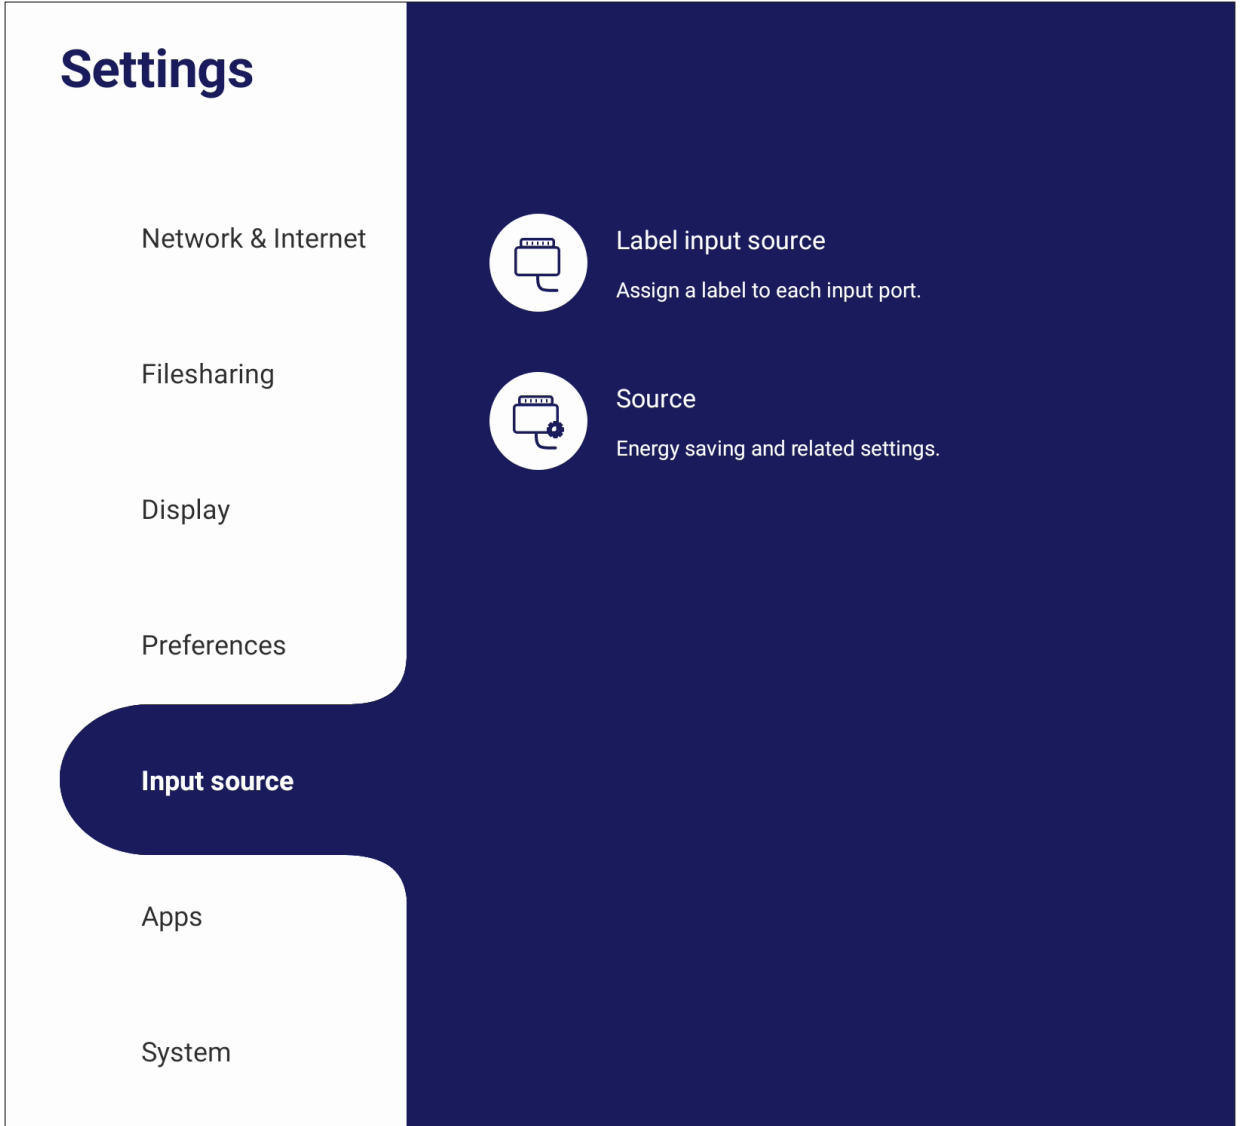 Settings
Network & Internet
Filesharing
Display
Preferences
Input source
Apps
System
Label input source
Assign a label to each input port.
Source
Energy saving and related settings.